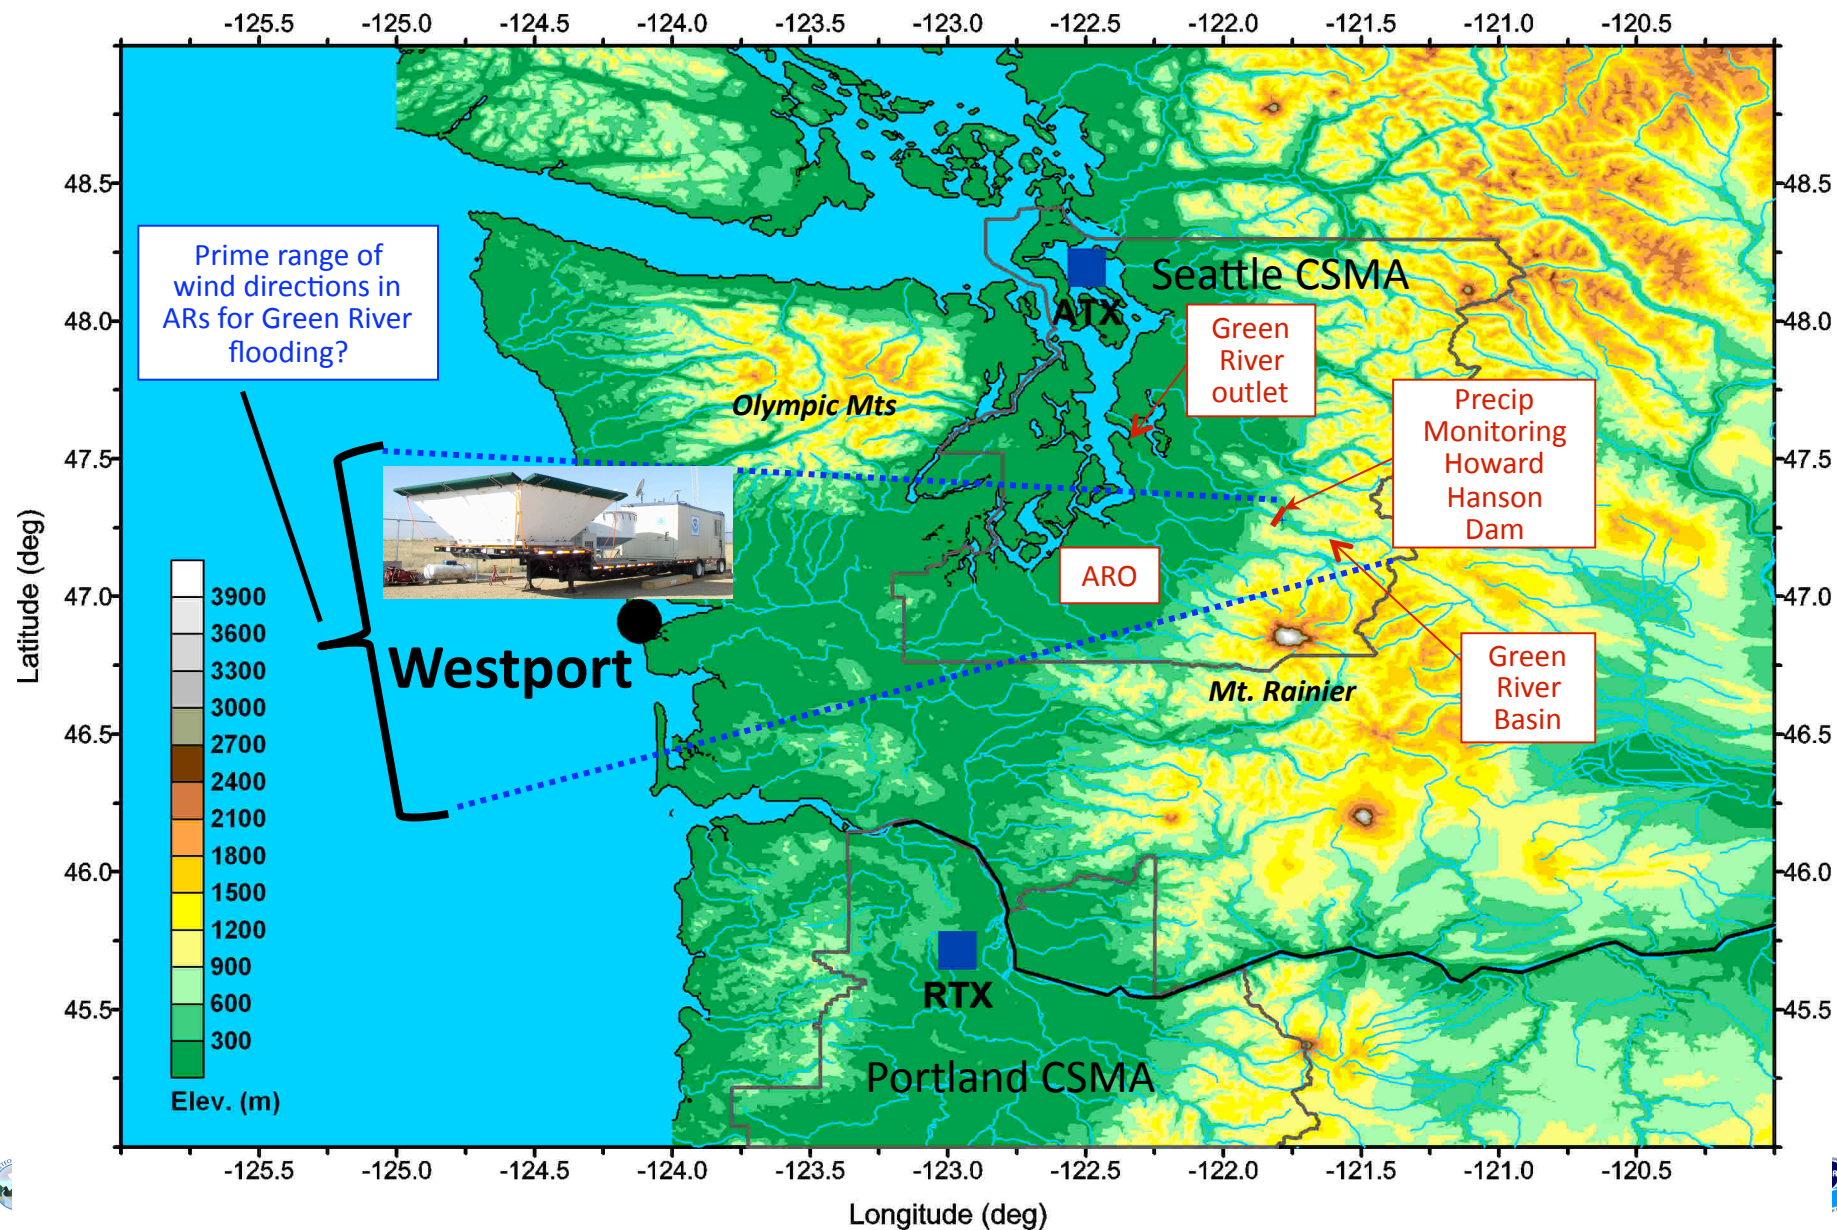 -125.5 -125.0 -124.5 -124.0 -123.5 -123.0 -122.5 -122.0 -121.5 -121.0 -120.5
48.5
48.0
47.5
47.0
46.5
46.0
45.5
Latitude (deg)
Prime range of
wind directions in
ARs for Green River
flooding?
Seattle CSMA
ATX
Green
River
outlet
Olympic Mts
Precip
Monitoring
Howard
Hanson
Dam
ARO
Westport
Green
River
Basin
Mt. Rainier
RTX
Portland CSMA
3900
3600
3300
3000
2700
2400
2100
1800
1500
1200
900
600
300
Elev. (m)
48.5
48.0
47.5
47.0
46.5
46.0
45.5
-125.5 -125.0 -124.5 -124.0 -123.5 -123.0 -122.5 -122.0 -121.5 -121.0 -120.5
Longitude (deg)